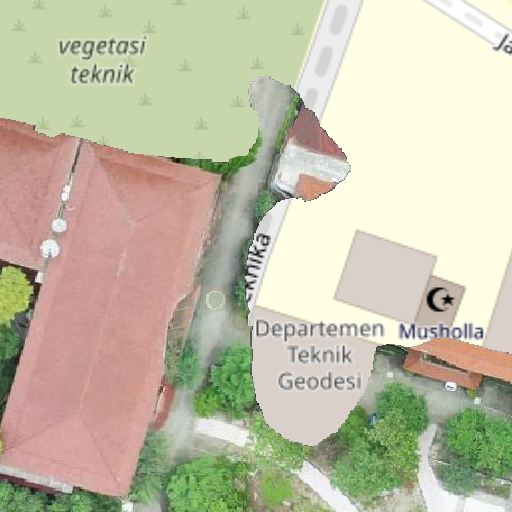 vegetasi
teknik
Departemen
Teknik
Geodesi
Musholla